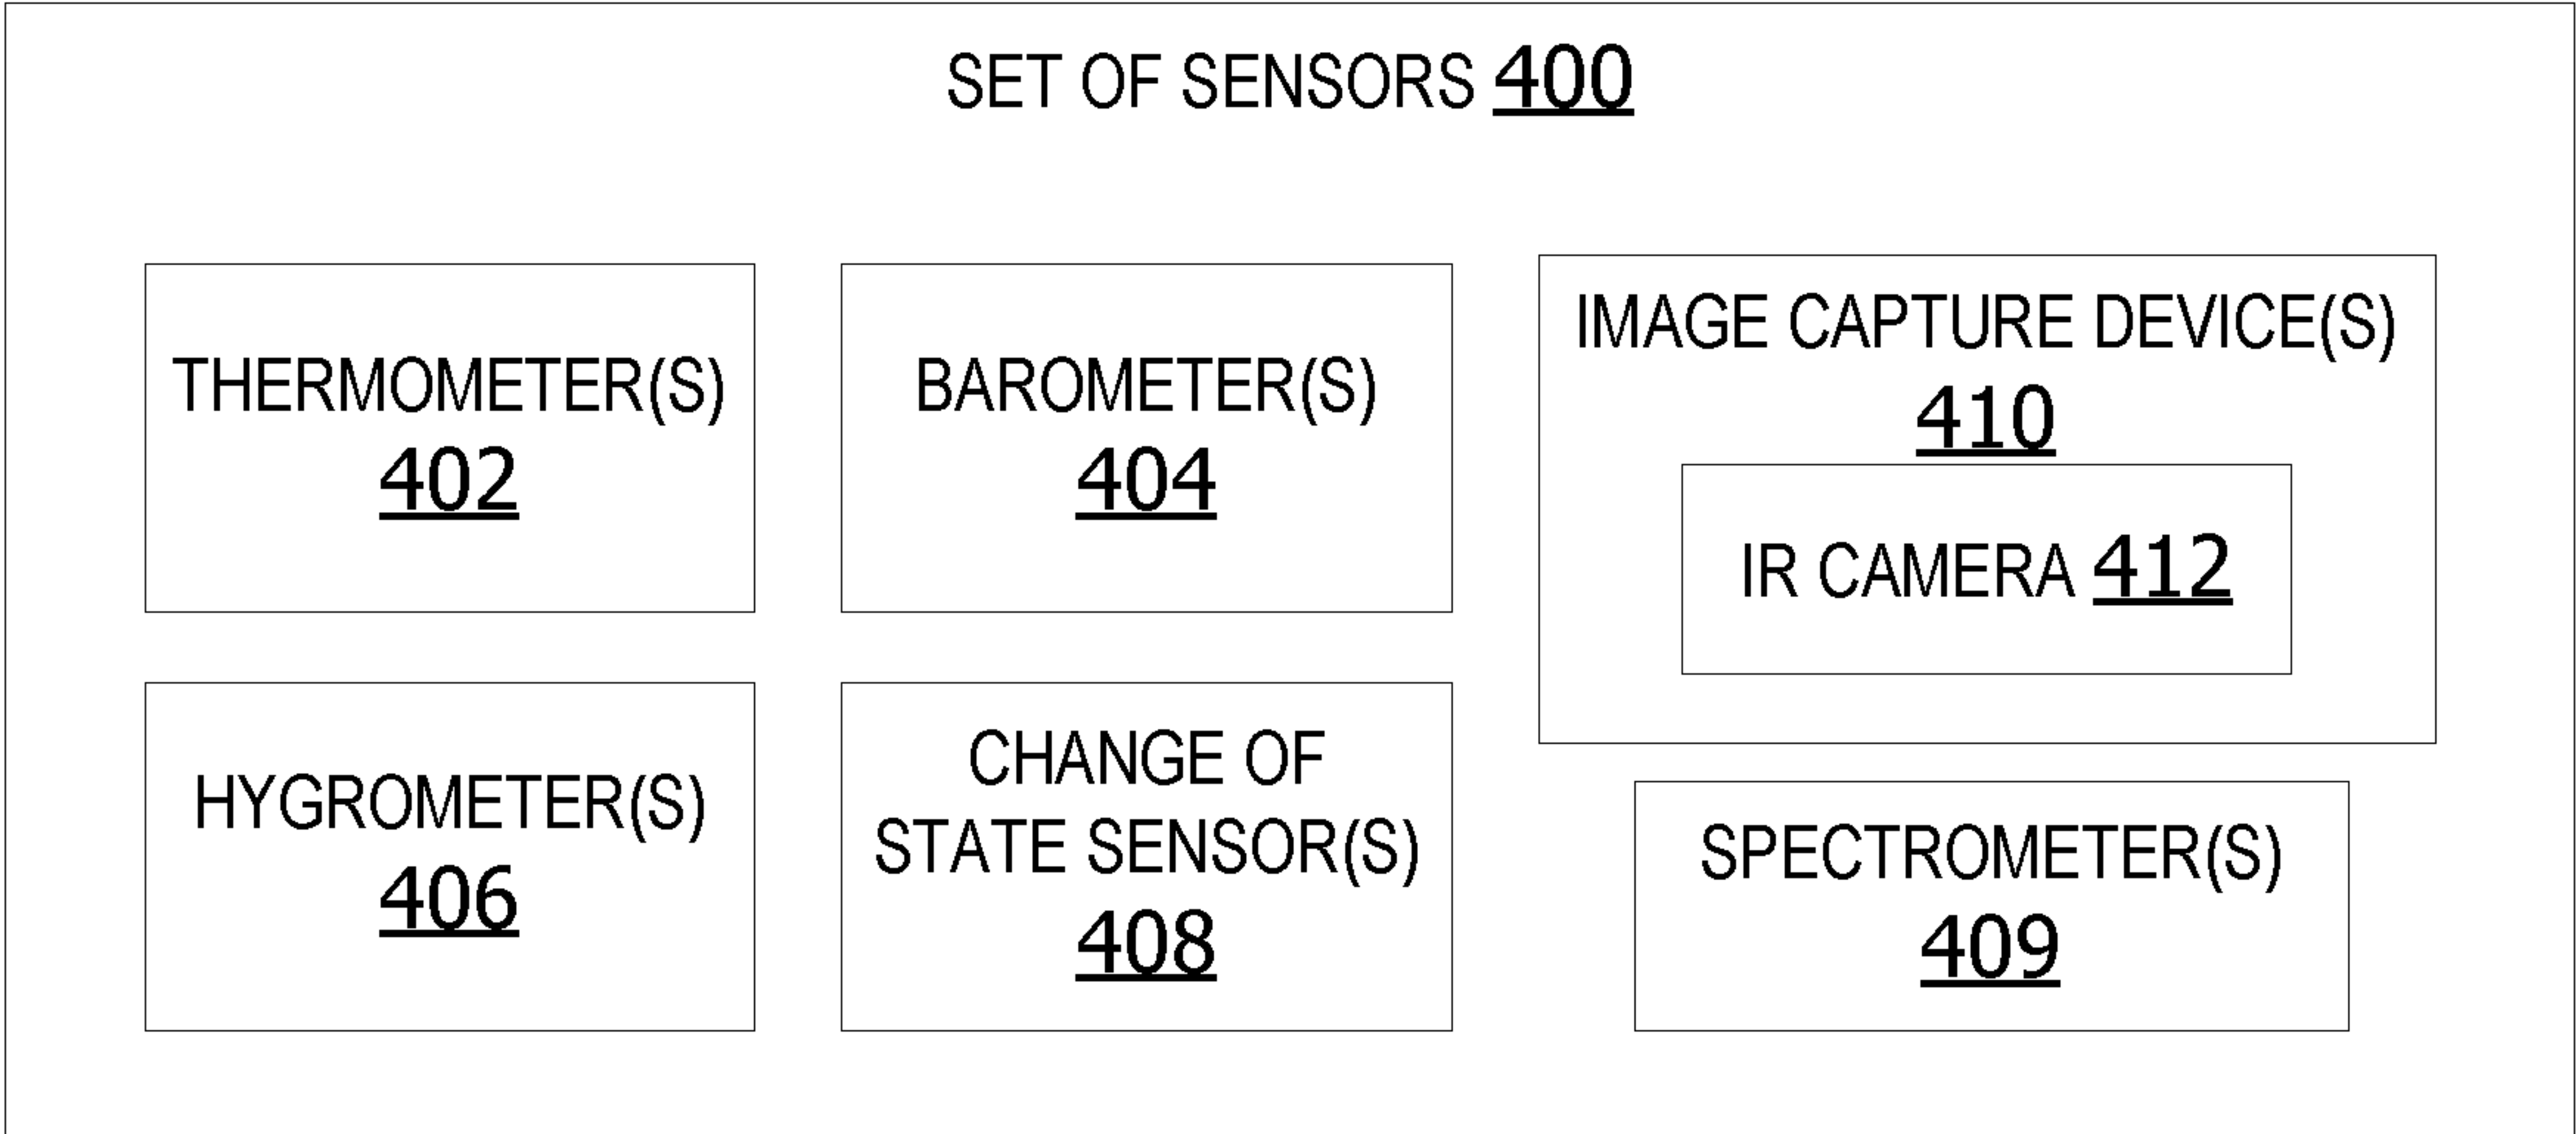 SET OF SENSORS 400
THERMOMETER(S)
402
BAROMETER(S)
404
IMAGE CAPTURE DEVICE(S)
410
IR CAMERA 412
HYGROMETER(S)
406
CHANGE OF
STATE SENSOR(S)
408
SPECTROMETER(S)
409